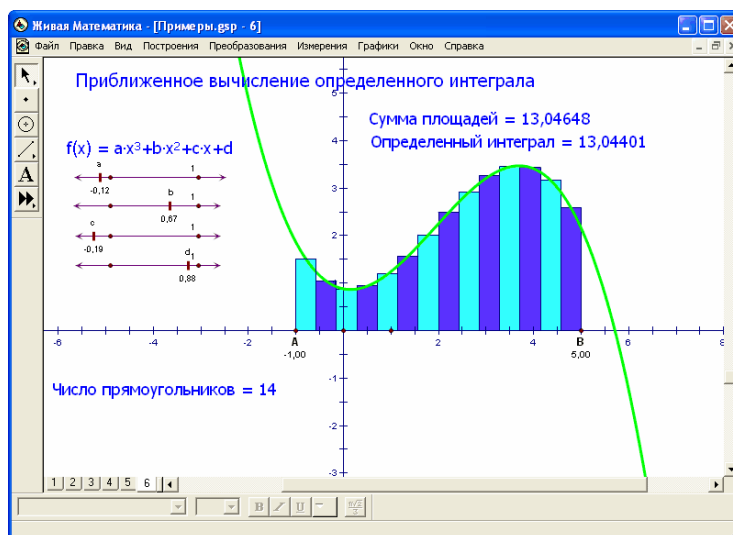 Живая Математика - [Примеры.gsp - 6]
Файл Правка Вид Построения Преобразования Измерения Графики Окно Справка
Приближенное вычисление определенного интеграла
Сумма площадей = 13,04648
Определенный интеграл = 13,04401
f(x) = a·x³+b·x²+c·x+d
a 1
-0,12
b 1
0,67
c 1
-0,19
d 1
0,88
5
4
3
2
1
-6 -4 -2 2 4 6 8
A B
-1,00 5,00
-1
-2
-3
Число прямоугольников = 14
A
1 2 3 4 5 6
B I U